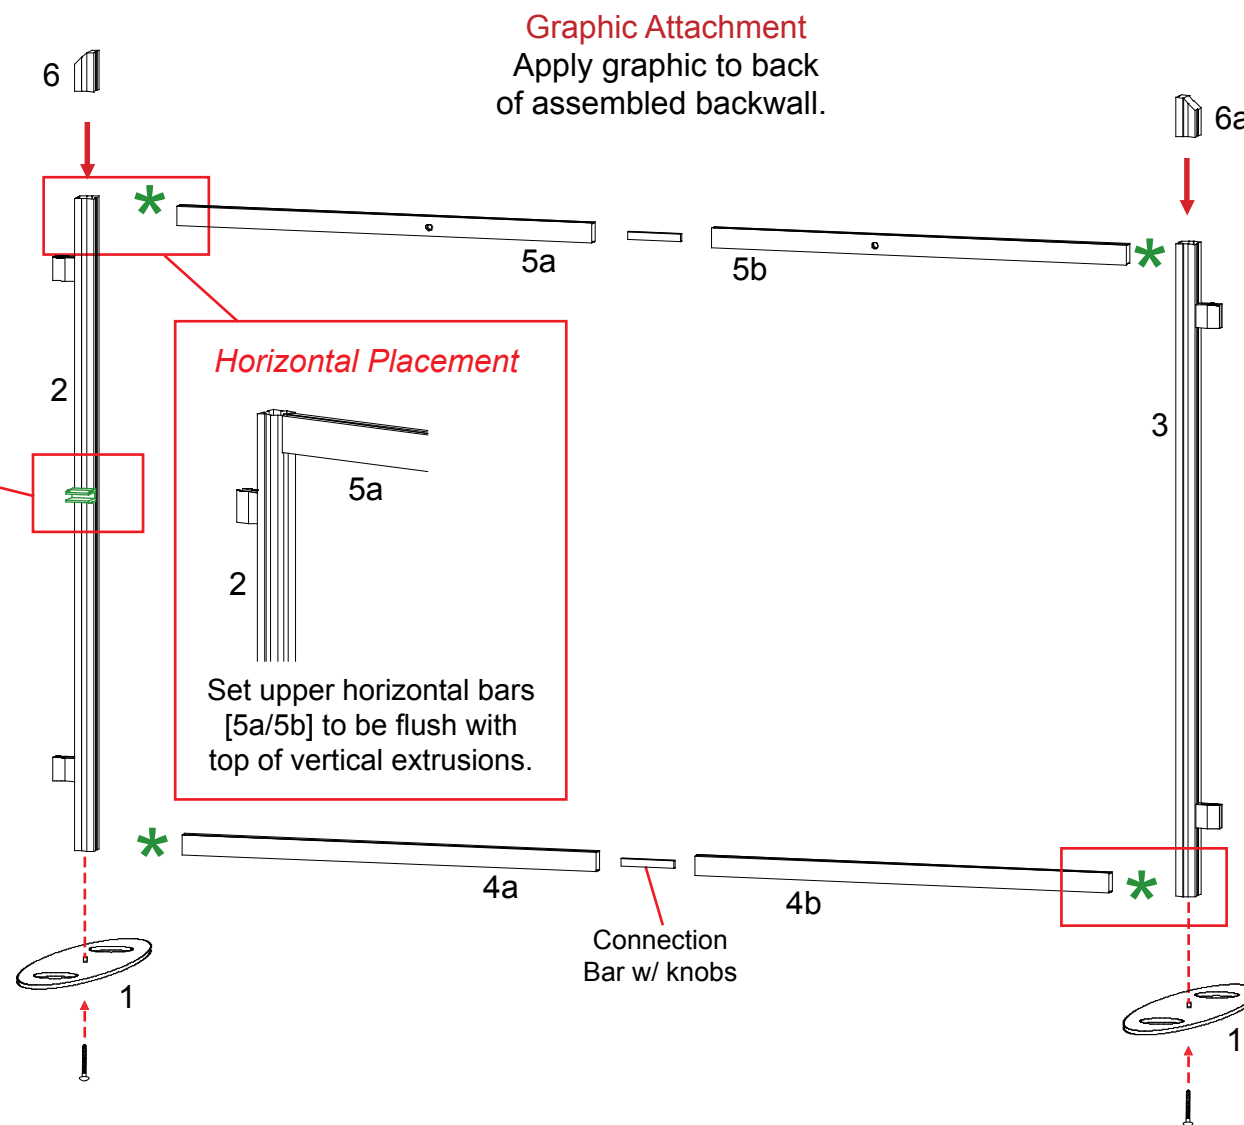 Graphic Attachment
Apply graphic to back
of assembled backwall.
6
6a
*
5a
5b
*
Horizontal Placement
2
3
5a
2
Set upper horizontal bars
[5a/5b] to be flush with
top of vertical extrusions.
*
4a
4b
*
Connection
Bar w/ knobs
1
1